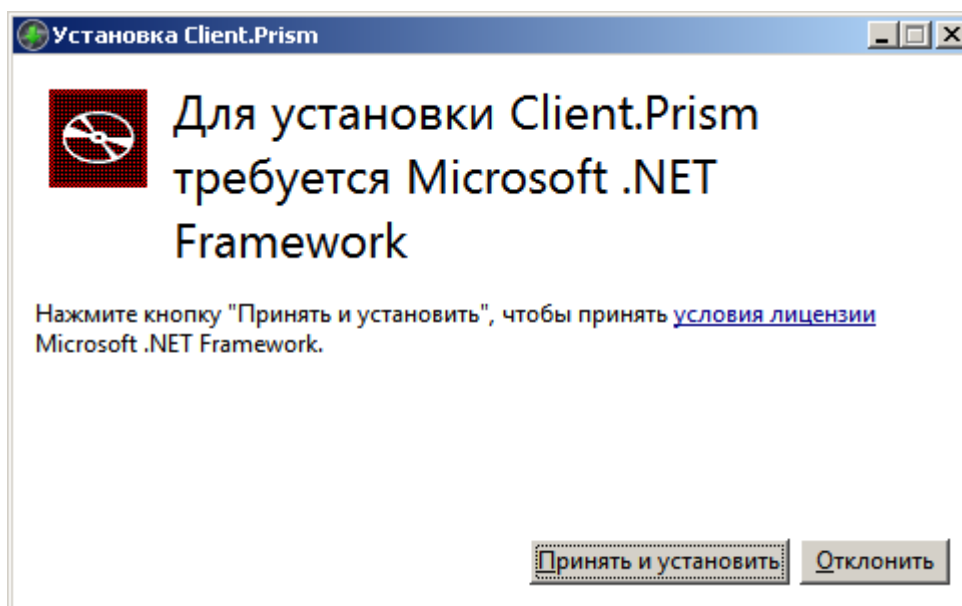 Установка Client.Prism
Для установки Client.Prism
требуется Microsoft .NET
Framework
Нажмите кнопку "Принять и установить", чтобы принять условия лицензии
Microsoft .NET Framework.
Принять и установить Отклонить